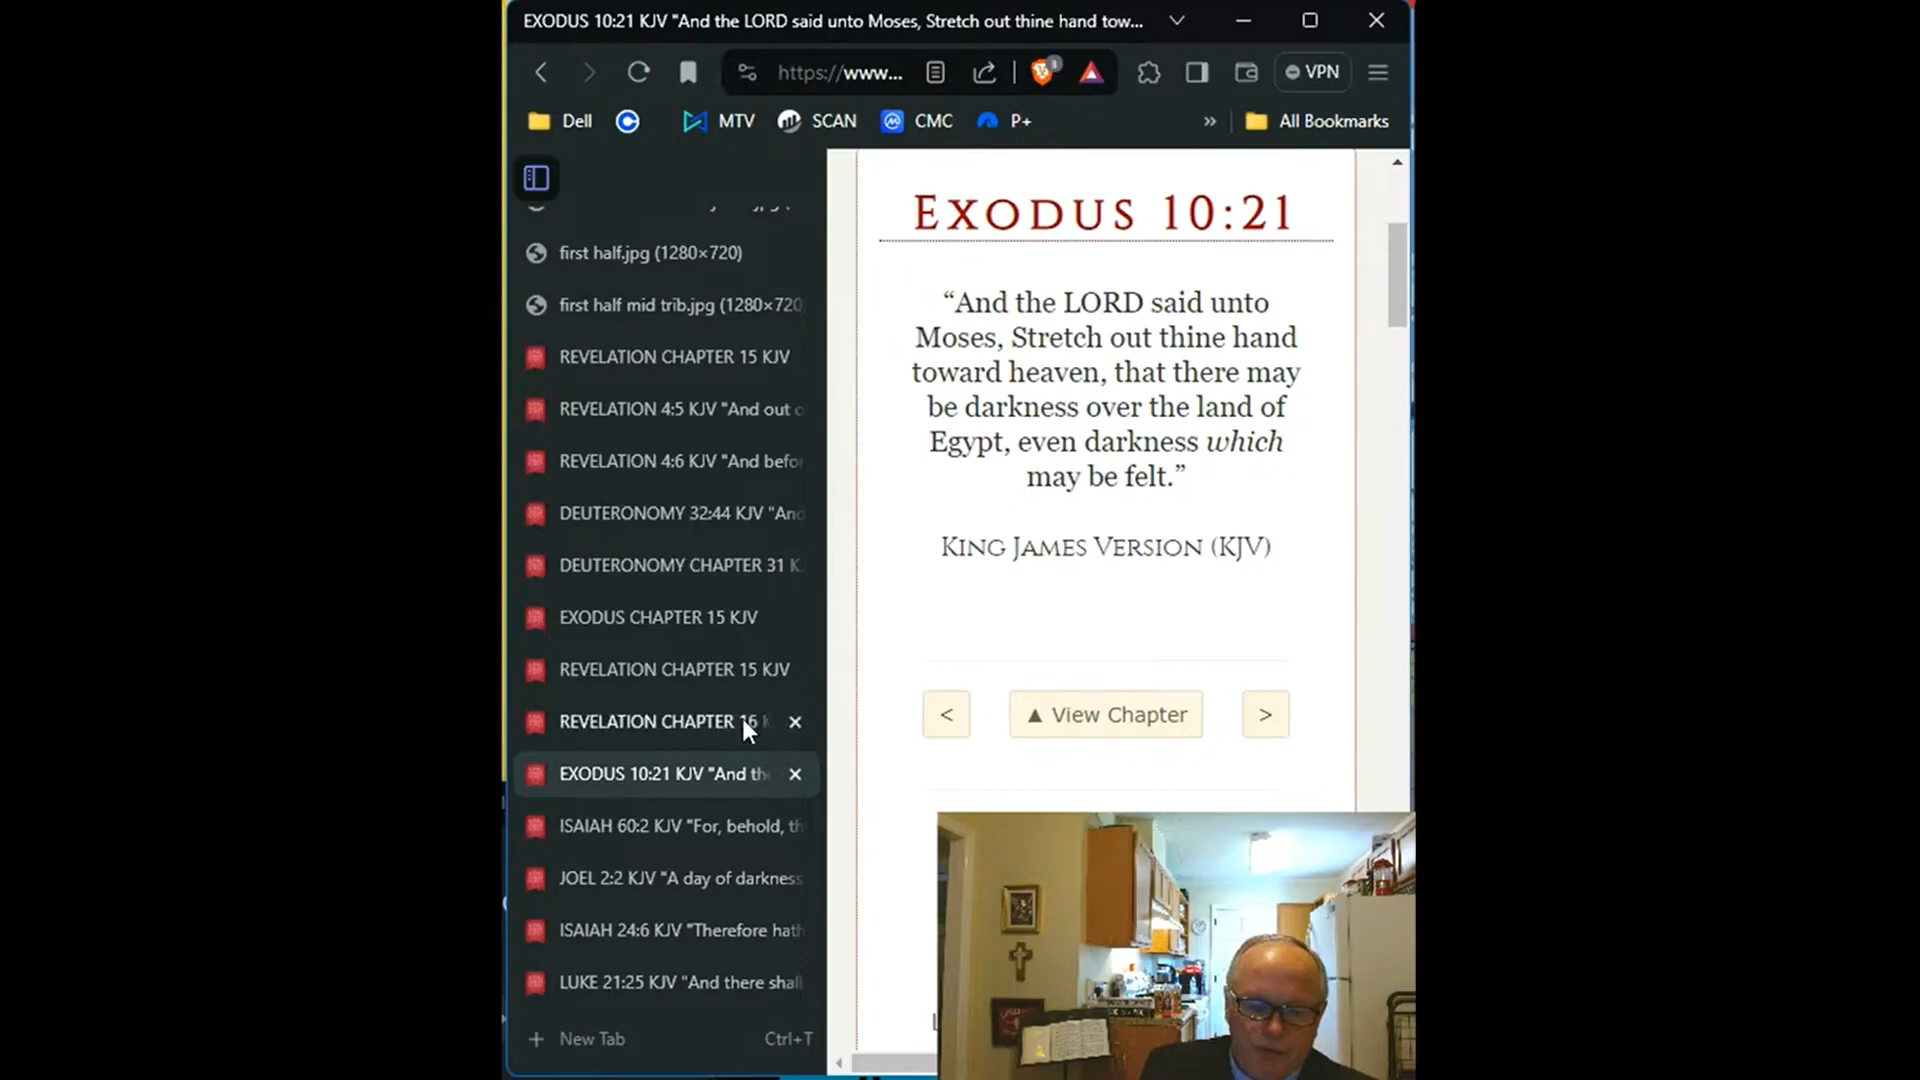 EXODUS 10:21 KJV "And the LORD said unto Moses, Stretch out thine hand tow...
https://www...
3
VPN
Dell
MTV
SCAN
CMC
P+
»
All Bookmarks
first half.jpg (1280×720)
first half mid trib.jpg (1280×720
REVELATION CHAPTER 15 KJV
REVELATION 4:5 KJV "And out o
REVELATION 4:6 KJV "And befor
DEUTERONOMY 32:44 KJV "And
DEUTERONOMY CHAPTER 31 K
EXODUS CHAPTER 15 KJV
REVELATION CHAPTER 15 KJV
REVELATION CHAPTER 16 K
EXODUS 10:21 KJV "And th
ISAIAH 60:2 KJV "For, behold, th
JOEL 2:2 KJV "A day of darkness
ISAIAH 24:6 KJV "Therefore hath
LUKE 21:25 KJV "And there shall
+ New Tab Ctrl+T
EXODUS 10:21
“And the LORD said unto
Moses, Stretch out thine hand
toward heaven, that there may
be darkness over the land of
Egypt, even darkness which
may be felt.”
KING JAMES VERSION (KJV)
< ▲ View Chapter >